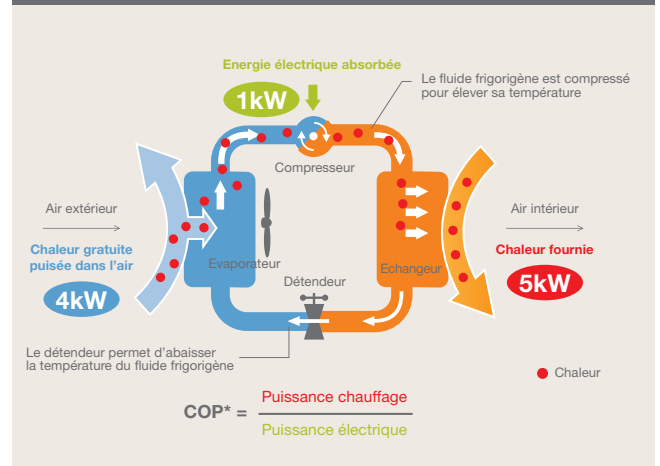 Energie électrique absorbée
1kW
Le fluide frigorigène est compressé
pour élever sa température
Compresseur
Air extérieur
Chaleur gratuite
puisée dans l'air
4kW
Evaporateur
Détendeur
Echangeur
Air intérieur
Chaleur fournie
5kW
Le détendeur permet d'abaisser
la température du fluide frigorigène
Chaleur
COP* =
Puissance chauffage
Puissance électrique